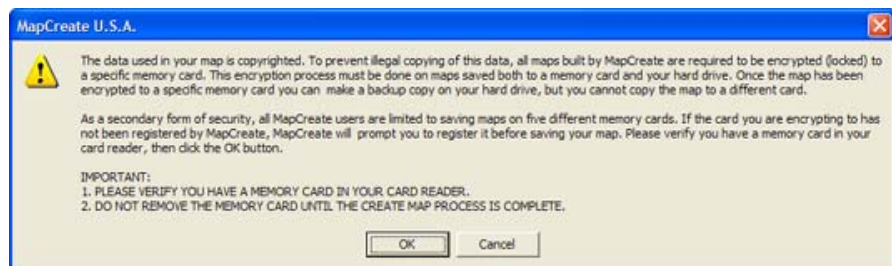 MapCreate U.S.A.
The data used in your map is copyrighted. To prevent illegal copying of this data, all maps built by MapCreate are required to be encrypted (locked) to
a specific memory card. This encryption process must be done on maps saved both to a memory card and your hard drive. Once the map has been
encrypted to a specific memory card you can make a backup copy on your hard drive, but you cannot copy the map to a different card.
As a secondary form of security, all MapCreate users are limited to saving maps on five different memory cards. If the card you are encrypting to has
not been registered by MapCreate, MapCreate will prompt you to register it before saving your map. Please verify you have a memory card in your
card reader, then click the OK button.
IMPORTANT:
1. PLEASE VERIFY YOU HAVE A MEMORY CARD IN YOUR CARD READER.
2. DO NOT REMOVE THE MEMORY CARD UNTIL THE CREATE MAP PROCESS IS COMPLETE.
OK Cancel